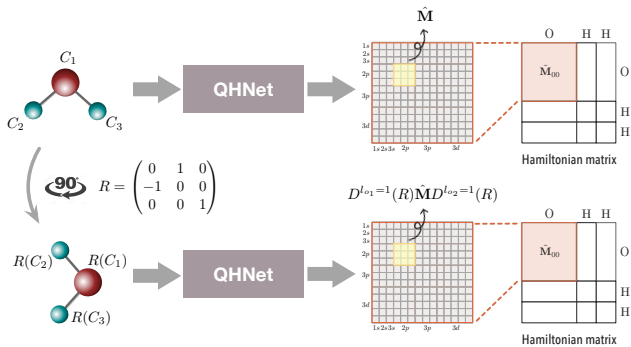 M̂
C₁
C₂
C₃
QHNet
1s
2s
3s
2p
3p
3d
1s 2s 3s 2p 3p 3d
O H H
M̂₀₀
O
H
H
Hamiltonian matrix
90°
R = ( 0 1 0
-1 0 0
0 0 1 )
D^{l_{o_1}=1}(R)M̂D^{l_{o_2}=1}(R)
R(C₂)
R(C₁)
R(C₃)
QHNet
1s
2s
3s
2p
3p
3d
1s 2s 3s 2p 3p 3d
O H H
M̂₀₀
O
H
H
Hamiltonian matrix